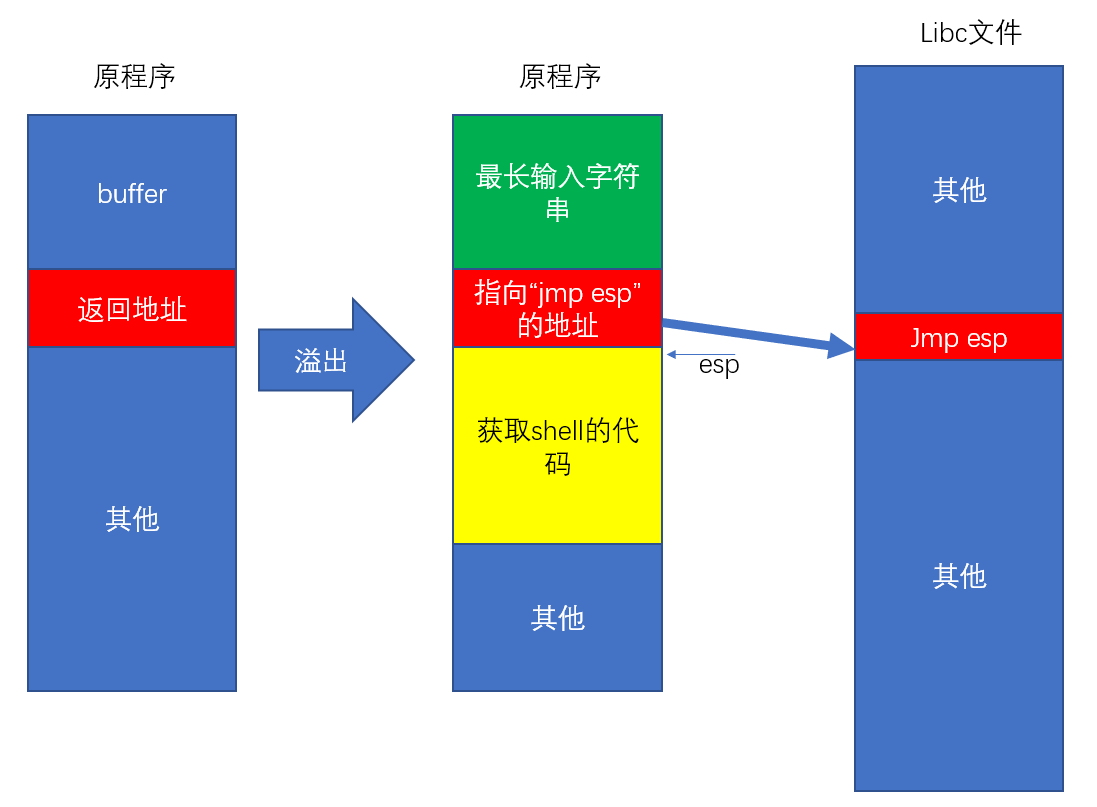 原程序
buffer
返回地址
其他
溢出
原程序
最长输入字符
串
指向“jmp esp”
的地址
esp
获取shell的代
码
其他
Libc文件
其他
Jmp esp
其他